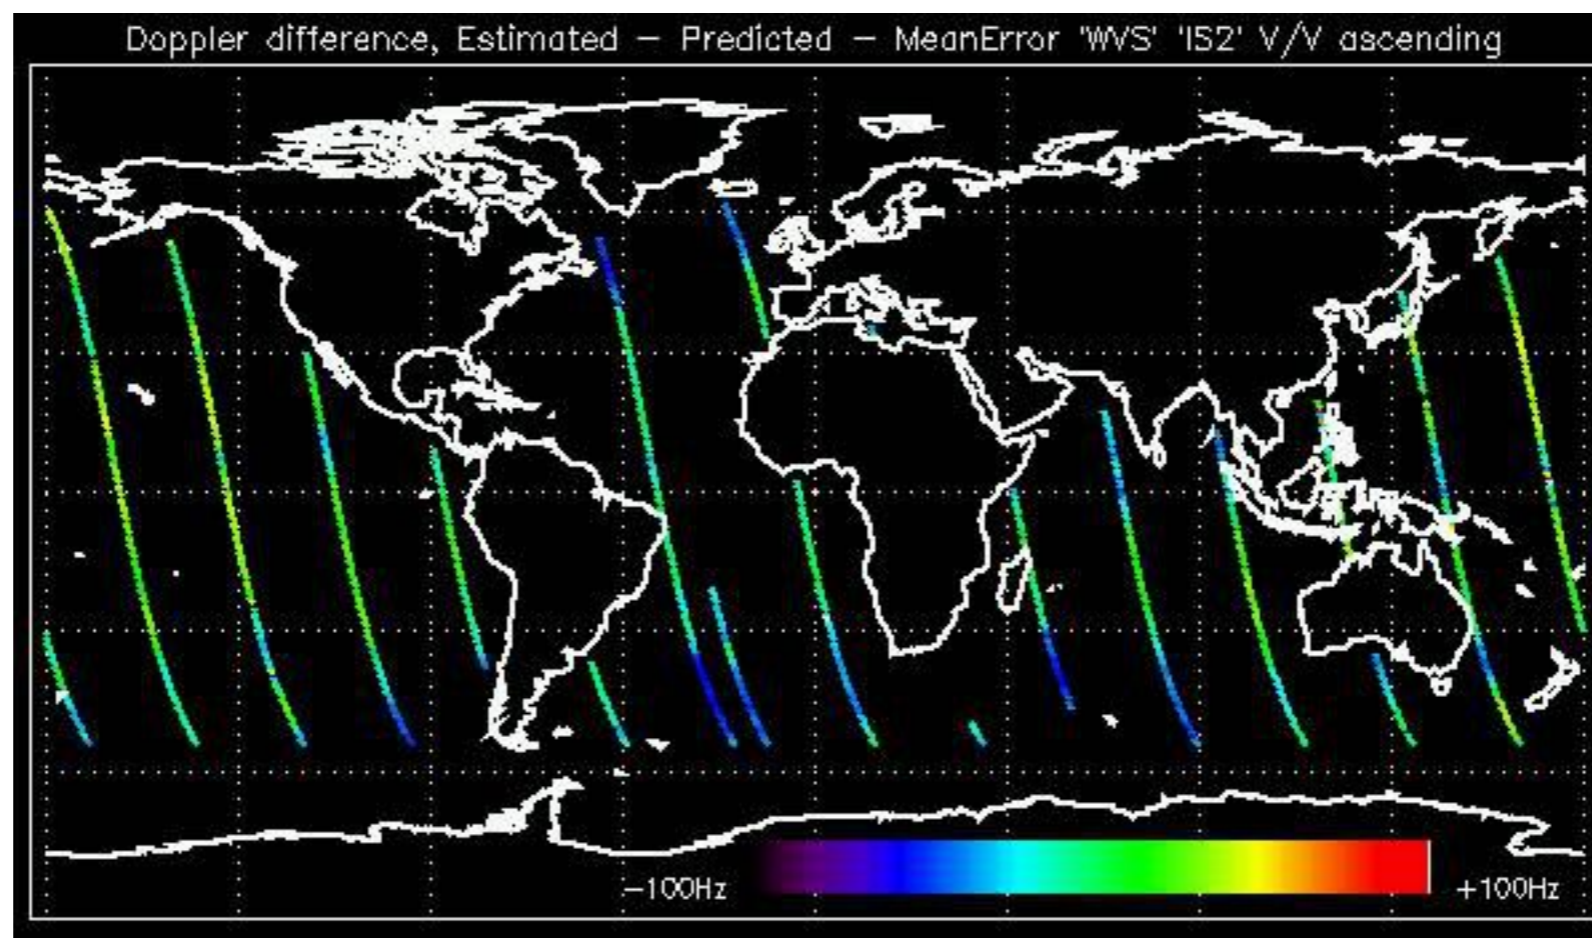 Doppler difference, Estimated – Predicted – MeanError 'WVS' 'IS2' V/V ascending
–100Hz
+100Hz